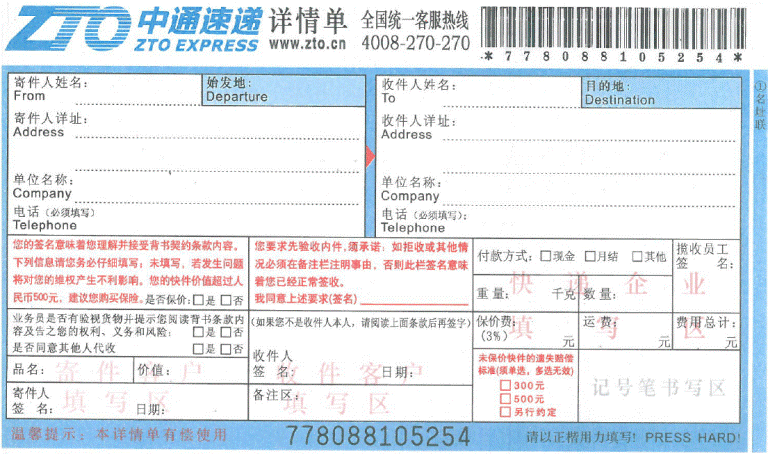 ZTO 中通速递 详情单 全国统一客服热线
ZTO EXPRESS www.zto.cn 4008-270-270
*778088105254*
寄件人姓名: 始发地:
From Departure
寄件人详址:
Address
单位名称:
Company
电话(必须填写)
Telephone
收件人姓名: 目的地:
To Destination
收件人详址:
Address
单位名称:
Company
电话(必须填写):
Telephone
您的签名意味着您理解并接受背书契的条款内容。
下列信息请您务必仔细填写;未填写,若发生问题
将对您的维权产生不利影响。您的快件价值超过人
民币500元,建议您购买保险。是否保价:□是 □否
您要求先验收内件,须承诺:如拒收或其他情
况必须在备注栏注明事由,否则此栏签名意味
着您已经正常签收。
我同意上述要求(签名)
付款方式:□现金 □月结 □其他
揽收员工
签 名:
快递企业
填写区
重量: 千克 数量:
业务员是否有验视货物并提示您阅读背书条款内
容及告之您的权利、义务和风险: □是 □否
是否同意其他人代收 □是 □否
(如果您不是收件人本人,请阅读上面条款后再签字)
收件人
签 名: 日期:
保价费: 元
(3%)
运费: 元
费用总计: 元
品名: 价值:
寄件客户
填写区
寄件人
签 名: 日期:
收件客户
填写区
备注区:
未保价快件的遗失赔偿
标准(须单选,多选无效)
□300元
□500元
□另行约定
记号笔书写区
温馨提示:本详情单有偿使用 778088105254 请以正楷用力填写! PRESS HARD!